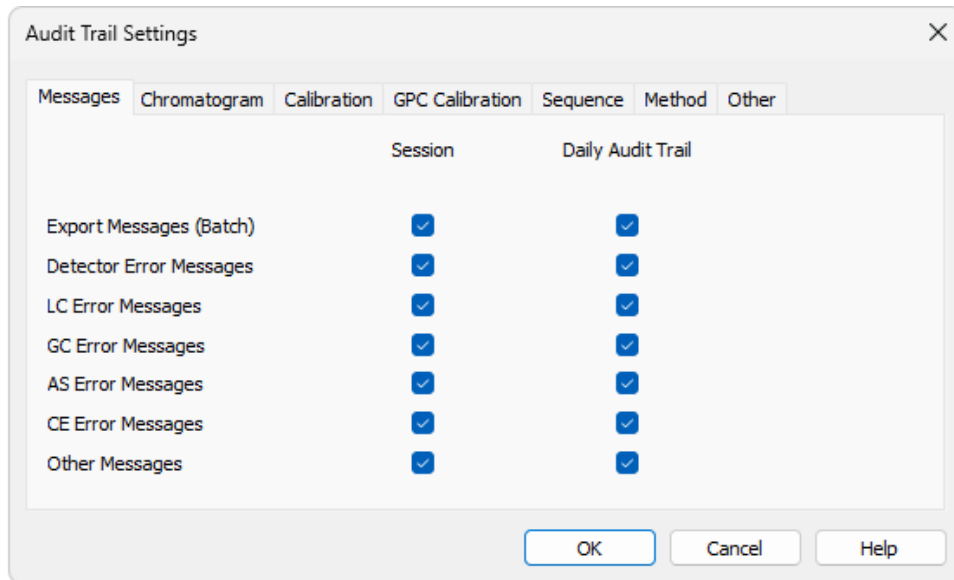 Audit Trail Settings
Messages Chromatogram Calibration GPC Calibration Sequence Method Other
Session Daily Audit Trail
Export Messages (Batch)
Detector Error Messages
LC Error Messages
GC Error Messages
AS Error Messages
CE Error Messages
Other Messages
OK Cancel Help